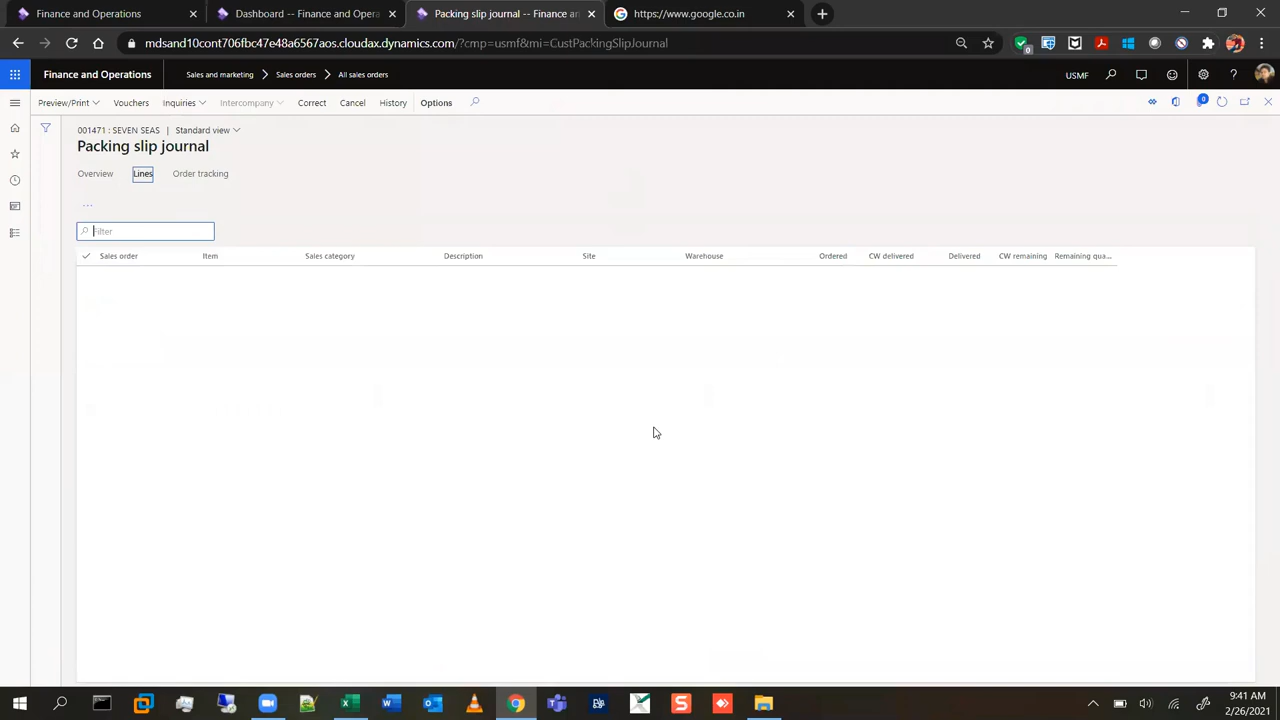 Finance and Operations
Dashboard -- Finance and Opera
Packing slip journal -- Finance an
https://www.google.co.in
mdsand10cont706fbc47e48a6567aos.cloudax.dynamics.com/?cmp=usmf&mi=CustPackingSlipJournal
0
Finance and Operations
Sales and marketing
Sales orders
All sales orders
USMF
?
Preview/Print
Vouchers
Inquiries
Intercompany
Correct
Cancel
History
Options
0
001471 : SEVEN SEAS | Standard view
Packing slip journal
Overview
Lines
Order tracking
...
Filter
Sales order
Item
Sales category
Description
Site
Warehouse
Ordered
CW delivered
Delivered
CW remaining
Remaining qua...
9:41 AM
2/26/2021